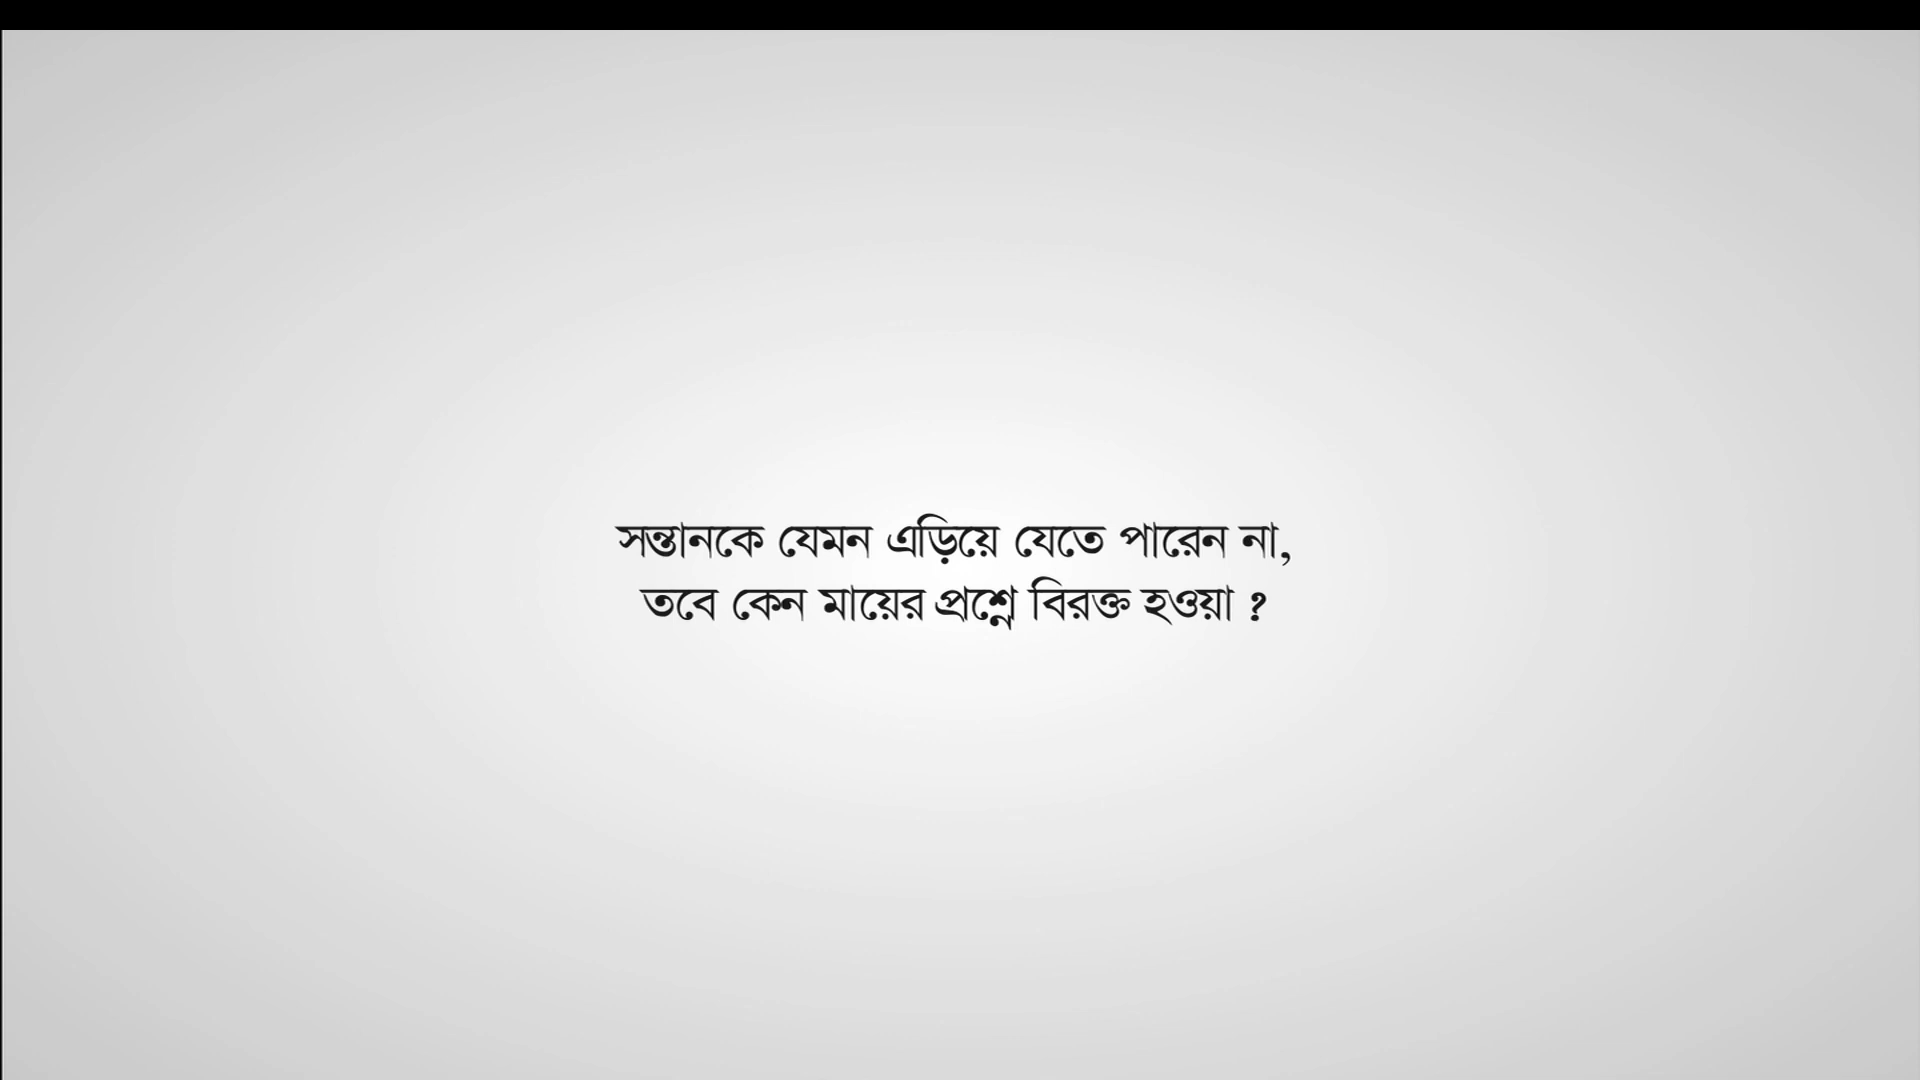 সন্তানকে যেমন এড়িয়ে যেতে পারেন না,
তবে কেন মায়ের প্রশ্নে বিরক্ত হওয়া ?